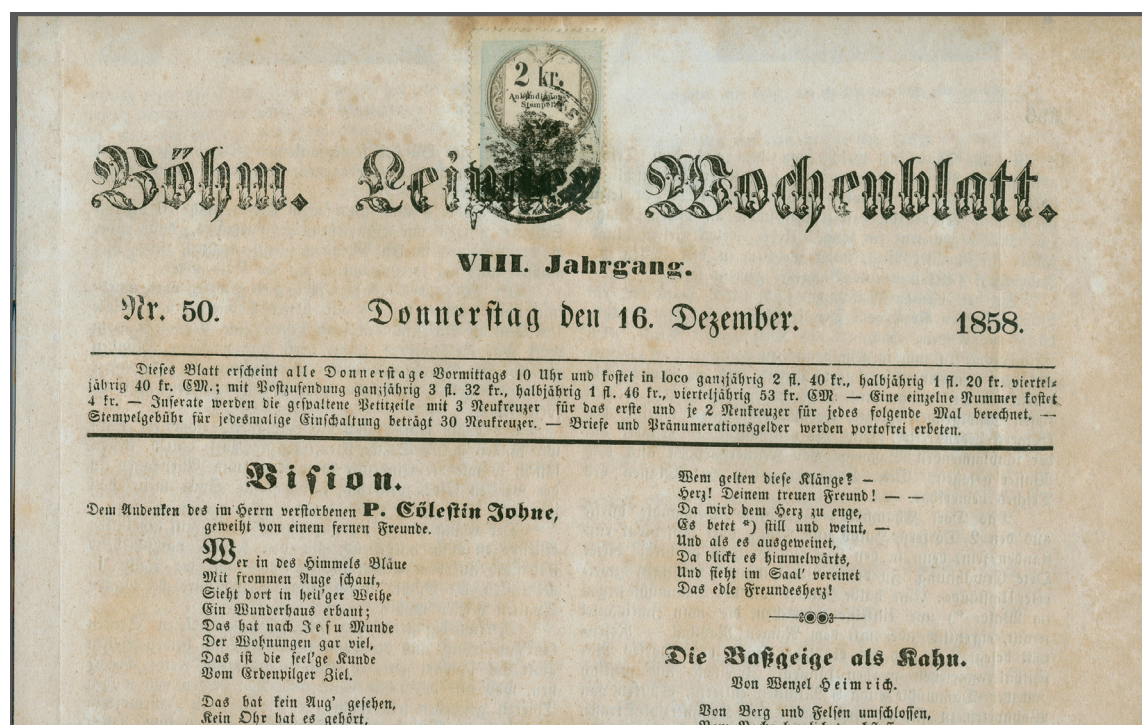 2 kr.
Ankündigungs
Stempel
Böhm. Leipaer Wochenblatt.
VIII. Jahrgang.
Nr. 50. Donnerstag den 16. Dezember. 1858.
Dieses Blatt erscheint alle Donnerstage Vormittags 10 Uhr und kostet in loco ganzjährig 2 fl. 40 kr., halbjährig 1 fl. 20 kr. viertel-
jährig 40 kr. CM.; mit Postzusendung ganzjährig 3 fl. 32 kr., halbjährig 1 fl. 46 kr., vierteljährig 53 kr. CM — Eine einzelne Nummer kostet
4 kr. — Inserate werden die gespaltene Petitzeile mit 3 Neukreuzer für das erste und je 2 Neukreuzer für jedes folgende Mal berechnet. —
Stempelgebühr für jedesmalige Einschaltung beträgt 30 Neukreuzer. — Briefe und Pränumerationsgelder werden portofrei erbeten.
Vision.
Dem Andenken des im Herrn verstorbenen P. Cölestin Johne,
geweiht von einem fernen Freunde.
Wer in des Himmels Bläue
Mit frommen Auge schaut,
Sieht dort in heil'ger Weihe
Ein Wunderhaus erbaut;
Das hat nach Jesu Munde
Der Wohnungen gar viel,
Das ist die seel'ge Kunde
Vom Erdenpilger Ziel.
Das hat kein Aug' gesehen,
Kein Ohr hat es gehört,
Wem gelten diese Klänge? —
Herz! Deinem treuen Freund! — —
Da wird dem Herz zu enge,
Es betet *) still und weint, —
Und als es ausgeweinet,
Da blickt es himmelwärts,
Und sieht im Saal' vereinet
Das edle Freundesherz!
Die Baßgeige als Kahn.
Von Wenzel Heimrich.
Von Berg und Felsen umschlossen,